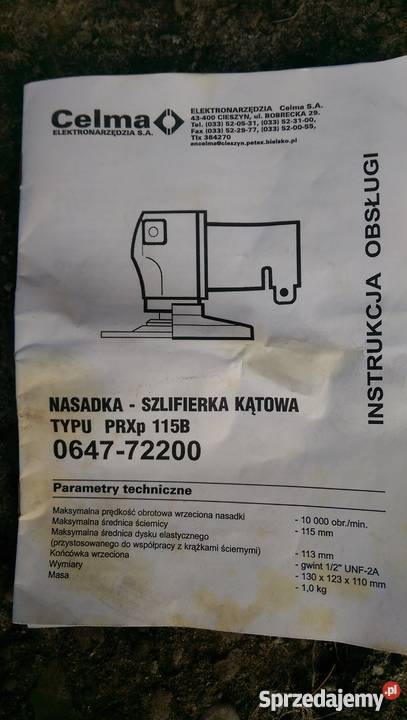 Celma
ELEKTRONARZĘDZIA S.A.
ELEKTRONARZĘDZIA Celma S.A.
43-400 CIESZYN, ul. BOBRECKA 29.
Tel. (033) 52-05-31, (033) 52-31-00,
Fax (033) 52-29-77, (033) 52-00-55,
Tlx 384270
encelma@cieszyn.petex.bielsko.pl
INSTRUKCJA OBSŁUGI
NASADKA - SZLIFIERKA KĄTOWA
TYPU PRXp 115B
0647-72200
Parametry techniczne
Maksymalna prędkość obrotowa wrzeciona nasadki - 10 000 obr./min.
Maksymalna średnica ściernicy - 115 mm
Maksymalna średnica dysku elastycznego
(przystosowanego do współpracy z krążkami ściernymi) - 113 mm
Końcówka wrzeciona - gwint 1/2" UNF-2A
Wymiary - 130 x 123 x 110 mm
Masa - 1,0 kg
Sprzedajemy.pl